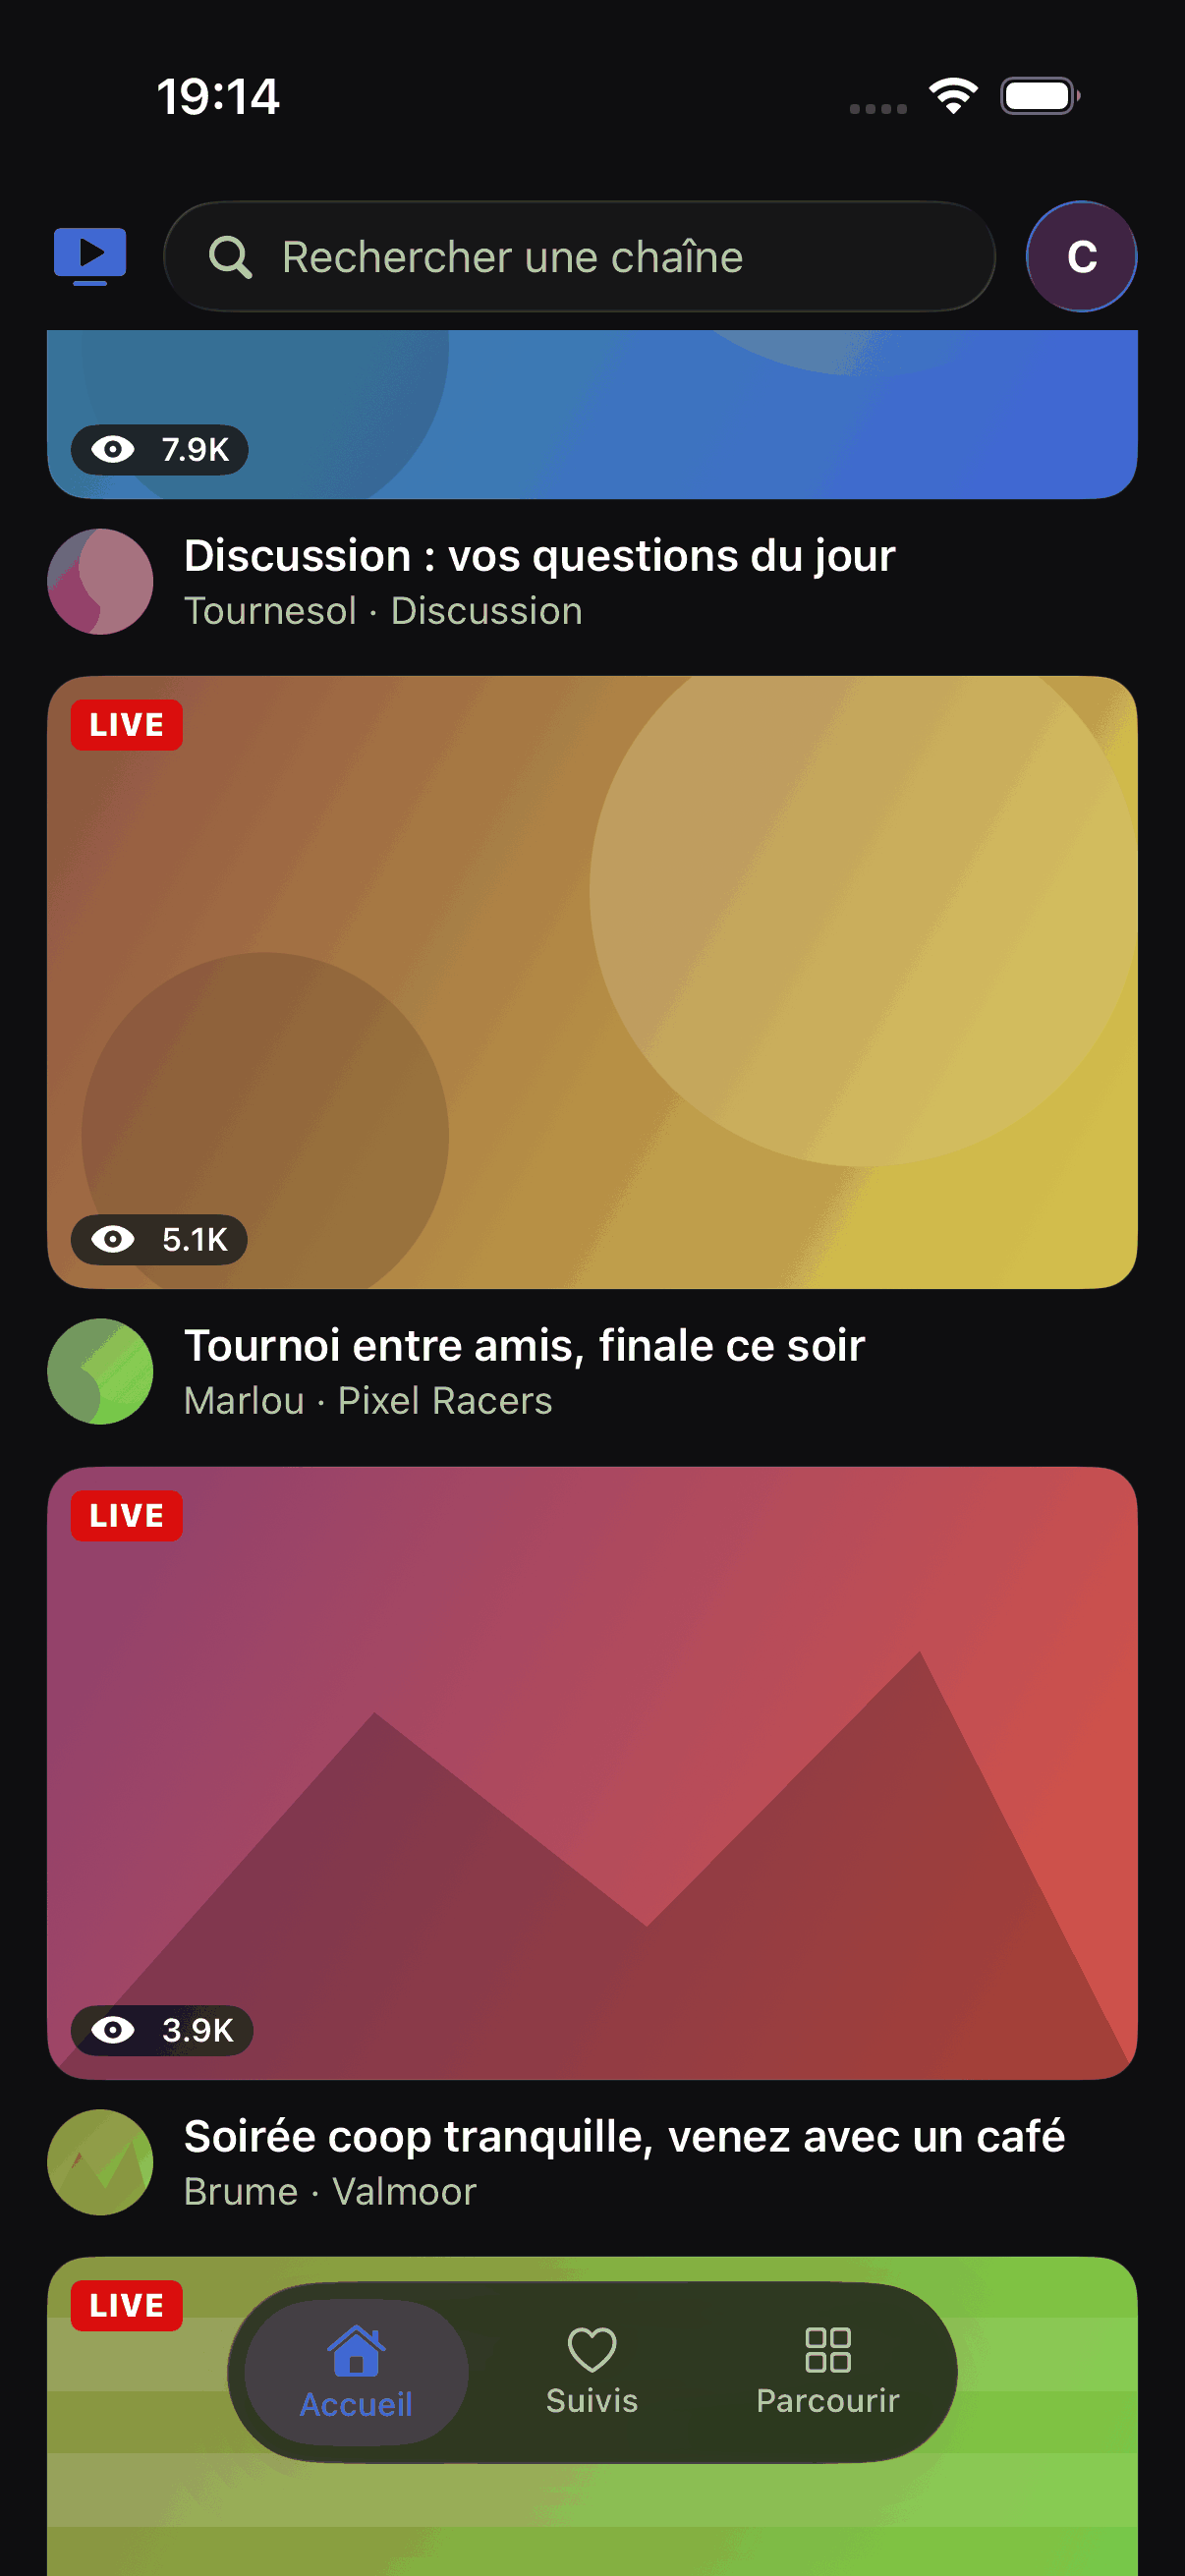 19:14
Rechercher une chaîne
C
7.9K
Discussion : vos questions du jour
Tournesol · Discussion
LIVE
5.1K
Tournoi entre amis, finale ce soir
Marlou · Pixel Racers
LIVE
3.9K
Soirée coop tranquille, venez avec un café
Brume · Valmoor
LIVE
Accueil
Suivis
Parcourir